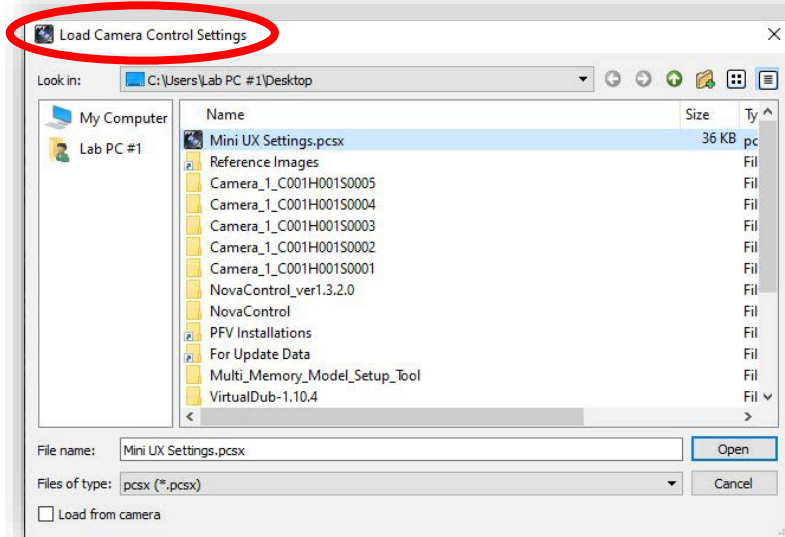 Load Camera Control Settings
Look in: C:\Users\Lab PC #1\Desktop
My Computer
Lab PC #1
Name Size Ty
Mini UX Settings.pcsx 36 KB pc
Reference Images Fil
Camera_1_C001H001S0005 Fil
Camera_1_C001H001S0004 Fil
Camera_1_C001H001S0003 Fil
Camera_1_C001H001S0002 Fil
Camera_1_C001H001S0001 Fil
NovaControl_ver1.3.2.0 Fil
NovaControl Fil
PFV Installations Fil
For Update Data Fil
Multi_Memory_Model_Setup_Tool Fil
VirtualDub-1.10.4 Fil
File name: Mini UX Settings.pcsx Open
Files of type: pcsx (*.pcsx) Cancel
Load from camera